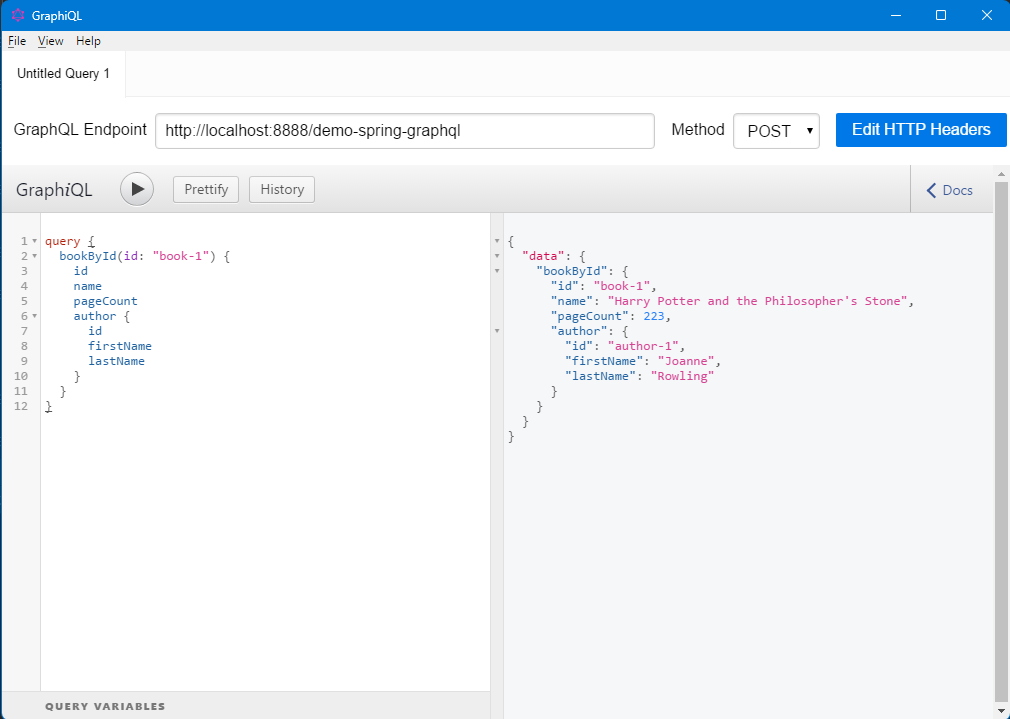 GraphiQL
File View Help
Untitled Query 1
GraphQL Endpoint http://localhost:8888/demo-spring-graphql Method POST Edit HTTP Headers
GraphiQL Prettify History Docs
1 query {
2 bookById(id: "book-1") {
3 id
4 name
5 pageCount
6 author {
7 id
8 firstName
9 lastName
10 }
11 }
12 }
{
"data": {
"bookById": {
"id": "book-1",
"name": "Harry Potter and the Philosopher's Stone",
"pageCount": 223,
"author": {
"id": "author-1",
"firstName": "Joanne",
"lastName": "Rowling"
}
}
}
}
QUERY VARIABLES